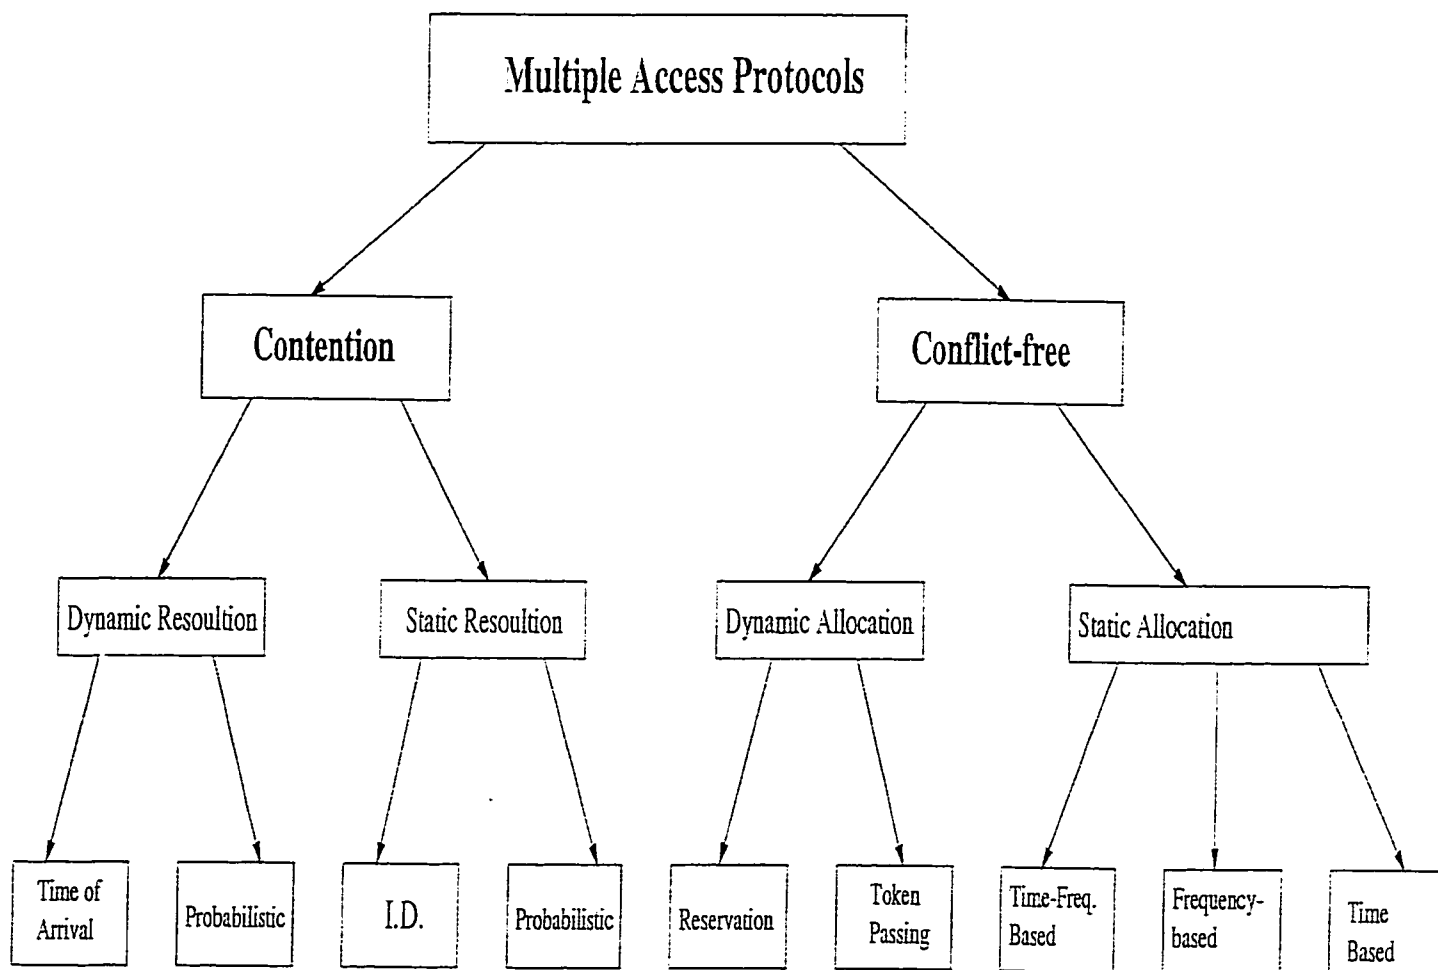 Multiple Access Protocols
Contention
Conflict-free
Dynamic Resoultion
Static Resoultion
Dynamic Allocation
Static Allocation
Time of
Arrival
Probabilistic
I.D.
Probabilistic
Reservation
Token
Passing
Time-Freq.
Based
Frequency-
based
Time
Based